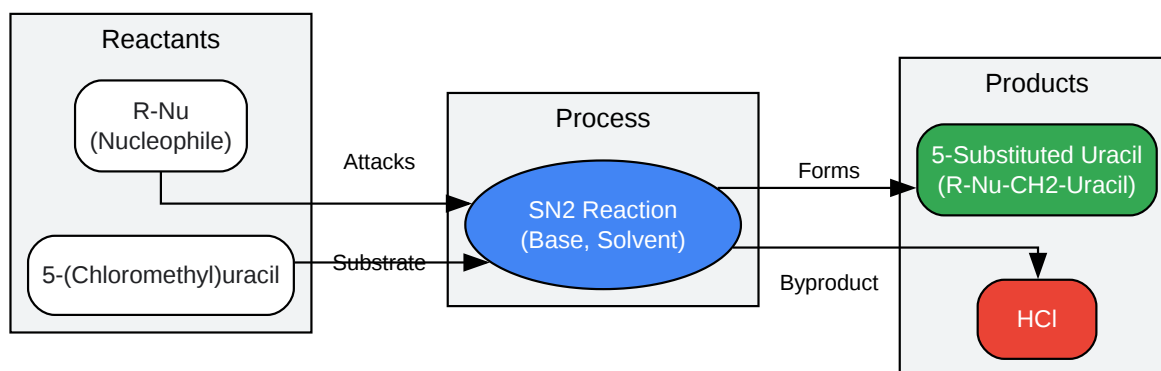 Reactants
R-Nu
(Nucleophile)
5-(Chloromethyl)uracil
Attacks
Substrate
Process
SN2 Reaction
(Base, Solvent)
Forms
Byproduct
Products
5-Substituted Uracil
(R-Nu-CH2-Uracil)
HCl